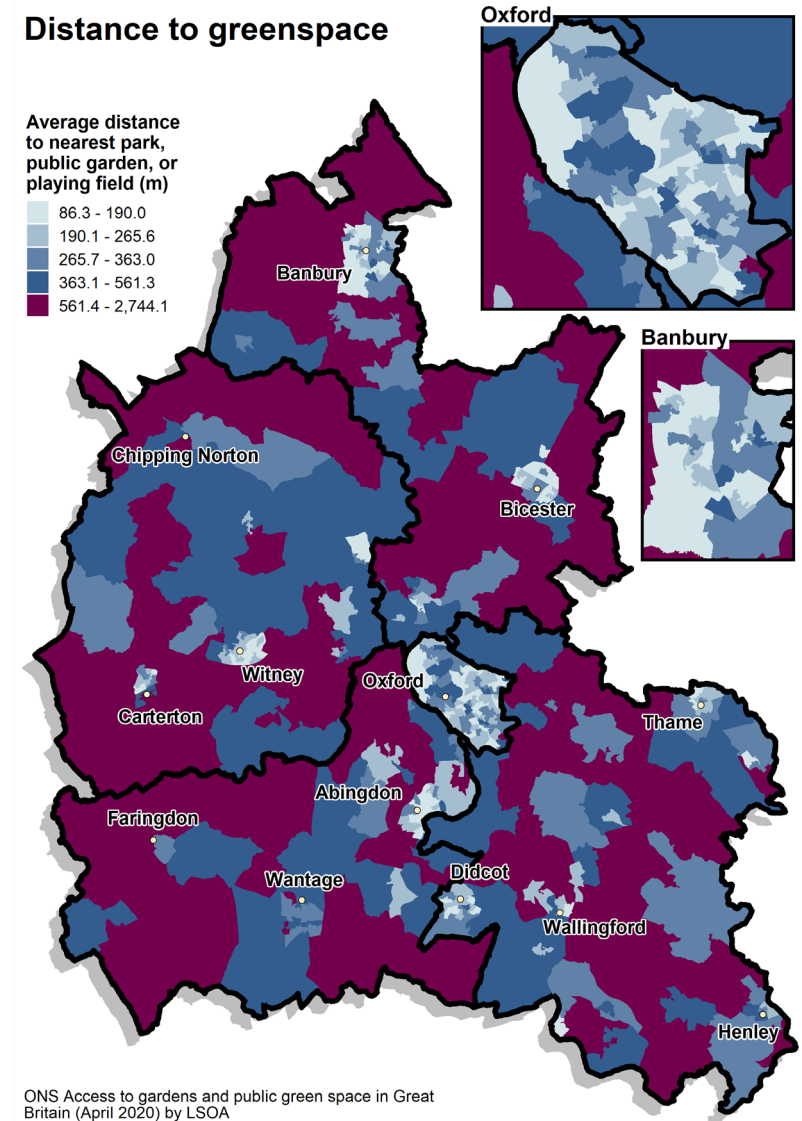 Distance to greenspace
Oxford
Average distance
to nearest park,
public garden, or
playing field (m)
86.3 - 190.0
190.1 - 265.6
265.7 - 363.0
363.1 - 561.3
561.4 - 2,744.1
Banbury
Banbury
Chipping Norton
Bicester
Witney
Oxford
Carterton
Thame
Abingdon
Faringdon
Didcot
Wantage
Wallingford
Henley
ONS Access to gardens and public green space in Great
Britain (April 2020) by LSOA